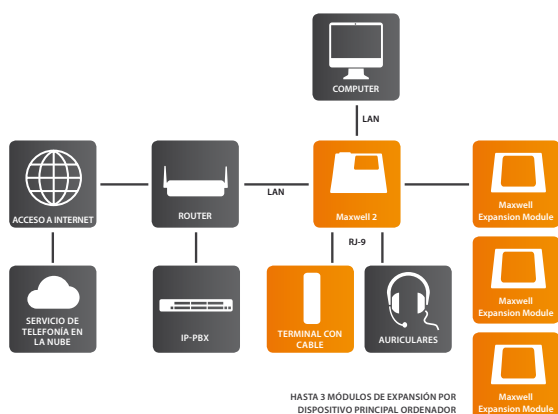 COMPUTER
LAN
ACCESO A INTERNET
ROUTER
LAN
Maxwell 2
Maxwell
Expansion Module
RJ-9
SERVICIO DE
TELEFONÍA EN
LA NUBE
IP-PBX
TERMINAL CON
CABLE
AURICULARES
Maxwell
Expansion Module
HASTA 3 MÓDULOS DE EXPANSIÓN POR
DISPOSITIVO PRINCIPAL ORDENADOR
Maxwell
Expansion Module